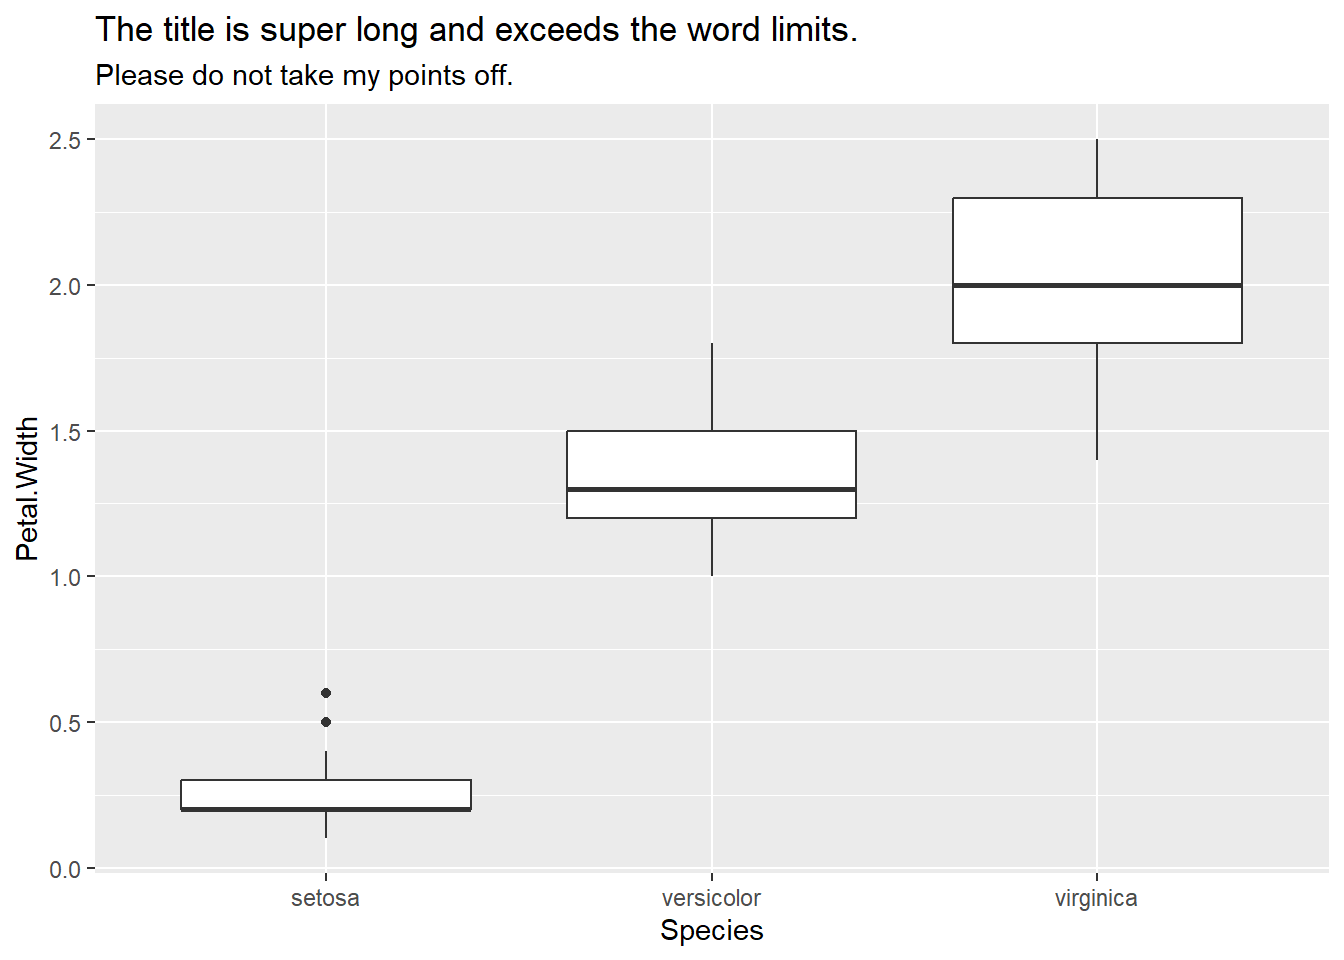 The title is super long and exceeds the word limits.
Please do not take my points off.
2.5
2.0
1.5
1.0
0.5
0.0
Petal.Width
setosa versicolor virginica
Species